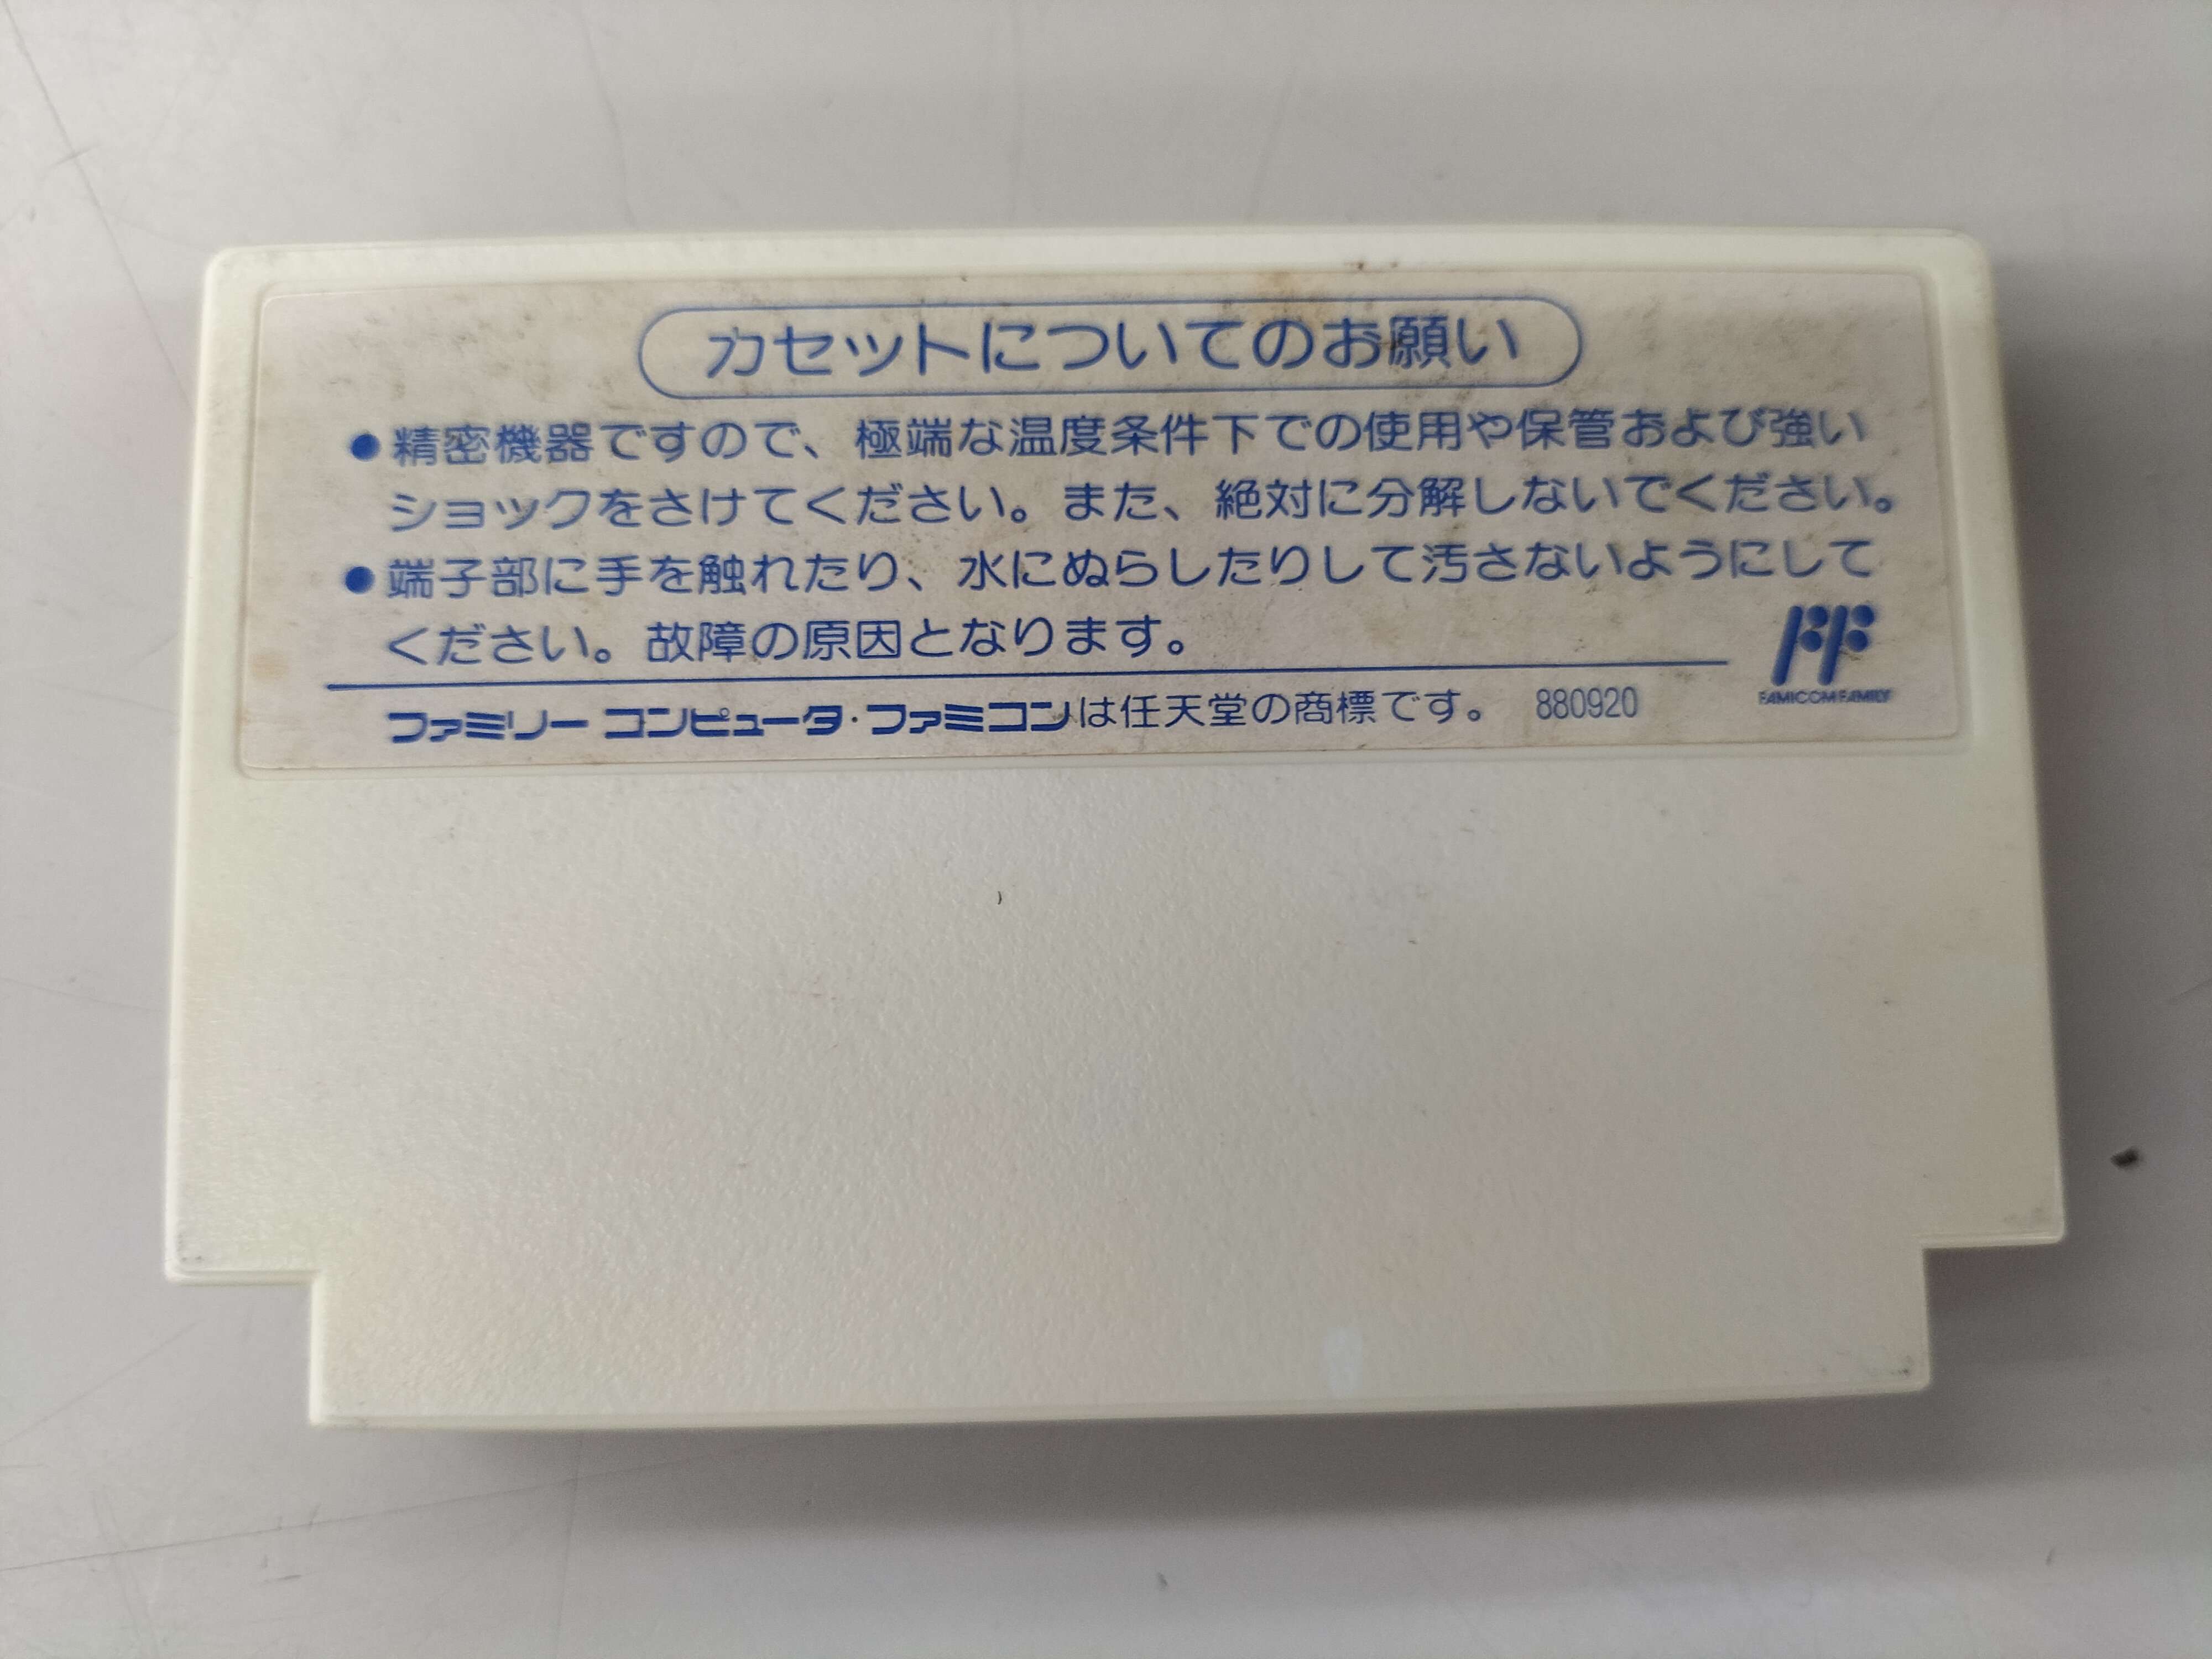 カセットについてのお願い
●精密機器ですので、極端な温度条件下での使用や保管および強い
ショックをさけてください。また、絶対に分解しないでください。
●端子部に手を触れたり、水にぬらしたりして汚さないようにして
ください。故障の原因となります。
FF
FAMICOM FAMILY
ファミリー コンピュータ・ファミコンは任天堂の商標です。 880920